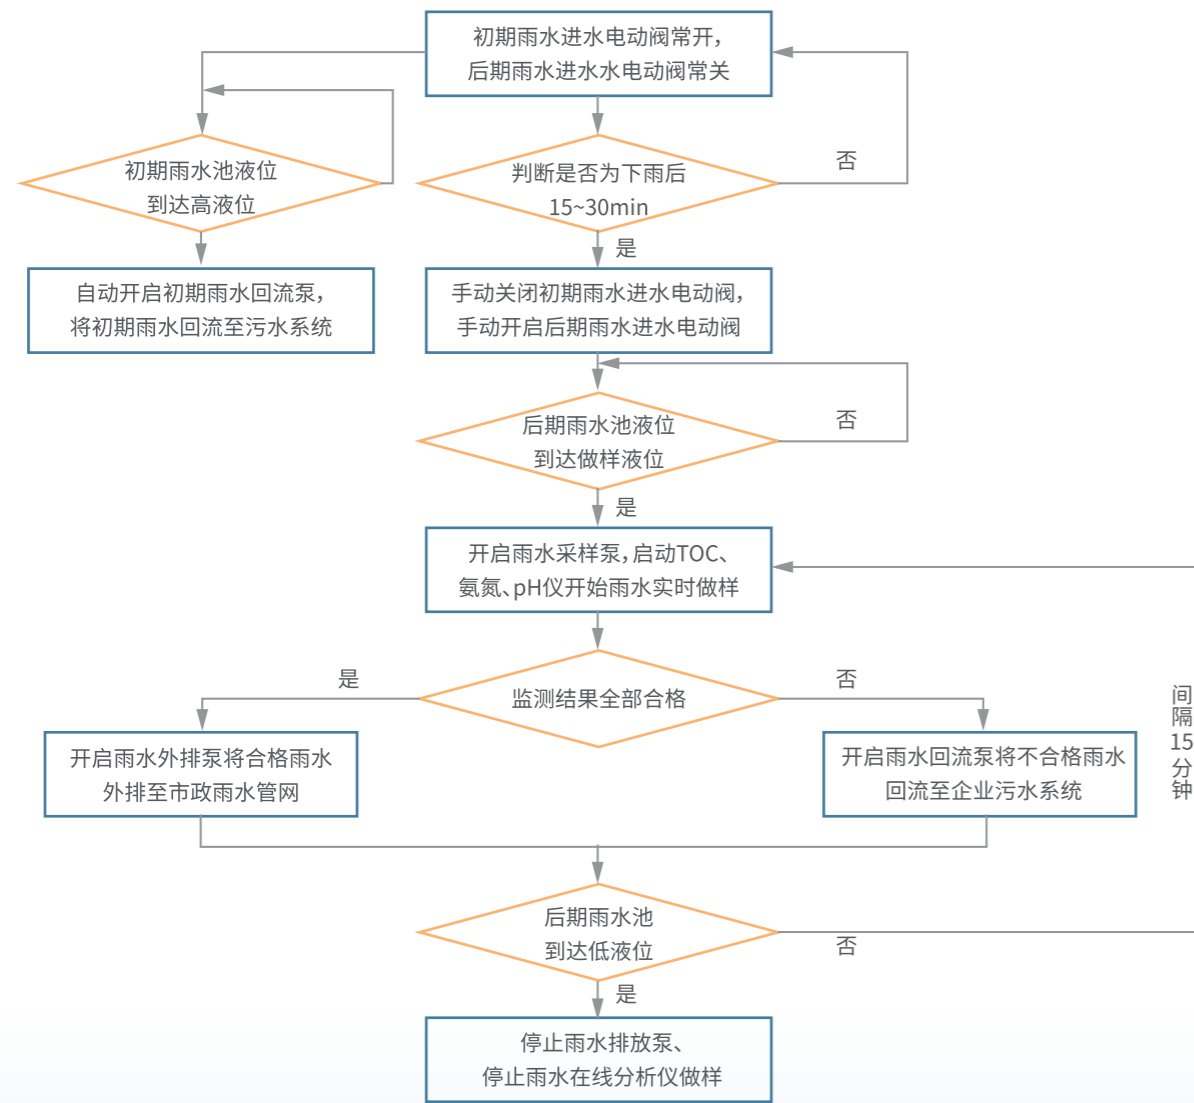 初期雨水进水电动阀常开，
后期雨水进水水电动阀常关
初期雨水池液位
到达高液位
判断是否为下雨后
15~30min
否
是
自动开启初期雨水回流泵，
将初期雨水回流至污水系统
手动关闭初期雨水进水电动阀，
手动开启后期雨水进水电动阀
后期雨水池液位
到达做样液位
否
是
开启雨水采样泵，启动TOC、
氨氮、pH仪开始雨水实时做样
是
监测结果全部合格
否
间隔15分钟
开启雨水外排泵将合格雨水
外排至市政雨水管网
开启雨水回流泵将不合格雨水
回流至企业污水系统
后期雨水池
到达低液位
否
是
停止雨水排放泵、
停止雨水在线分析仪做样